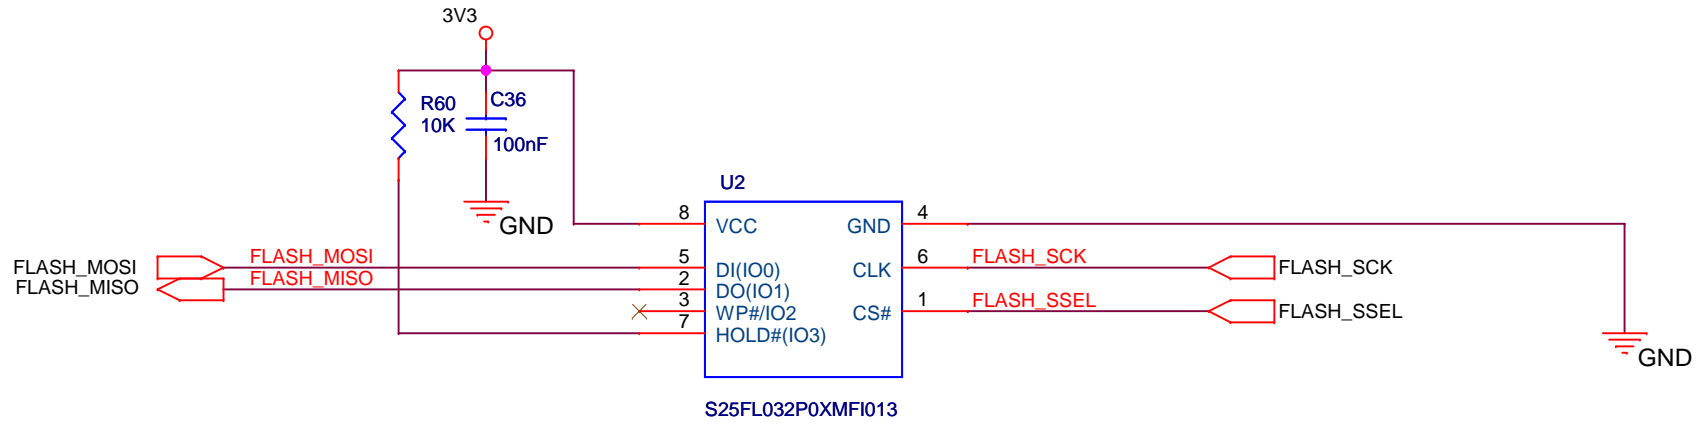 3V3
R60
10K
C36
100nF
GND
U2
8
VCC
GND
4
FLASH_MOSI
FLASH_MOSI
5
DI(IO0)
CLK
6
FLASH_SCK
FLASH_SCK
FLASH_MISO
FLASH_MISO
2
DO(IO1)
3
WP#/IO2
CS#
1
FLASH_SSEL
FLASH_SSEL
7
HOLD#(IO3)
GND
S25FL032P0XMFI013